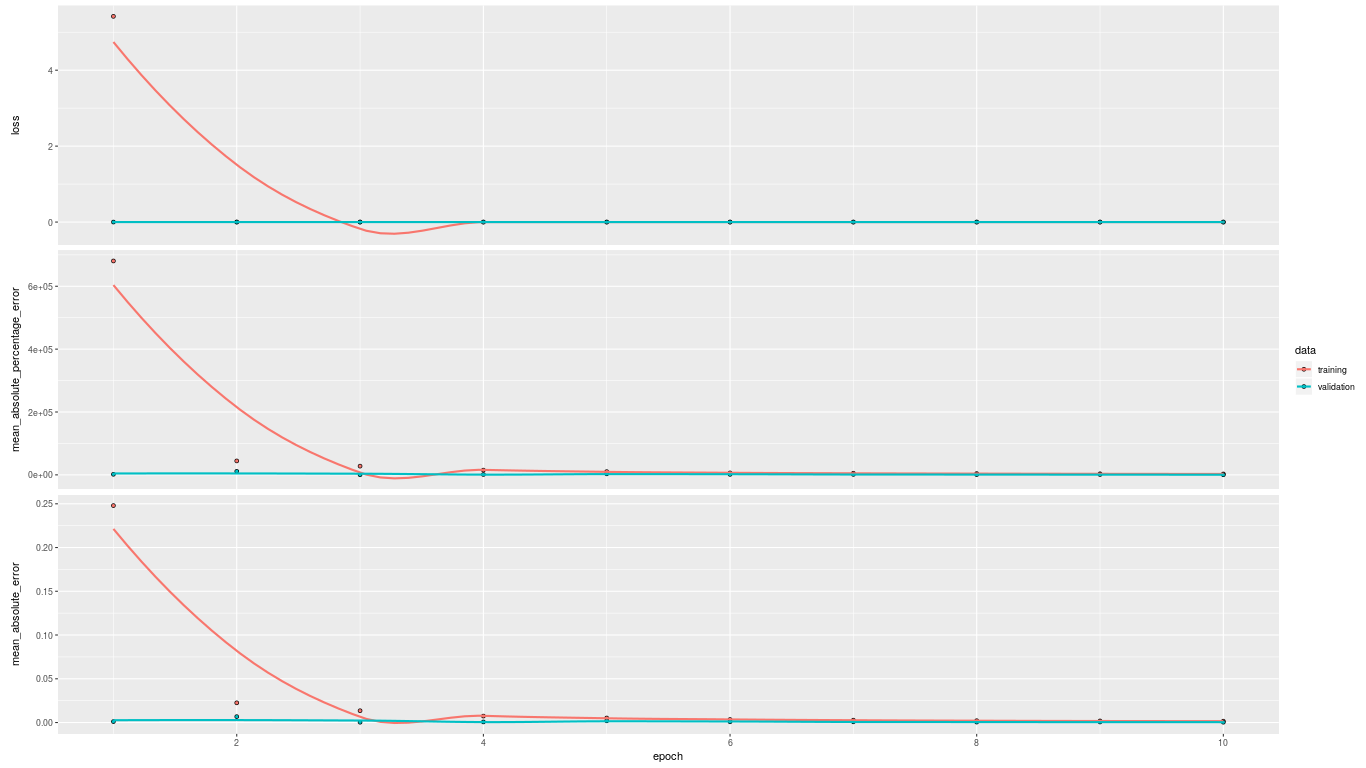 loss
4
2
0
mean_absolute_percentage_error
6e+05
4e+05
2e+05
0e+00
mean_absolute_error
0.25
0.20
0.15
0.10
0.05
0.00
2
4
6
8
10
epoch
data
training
validation